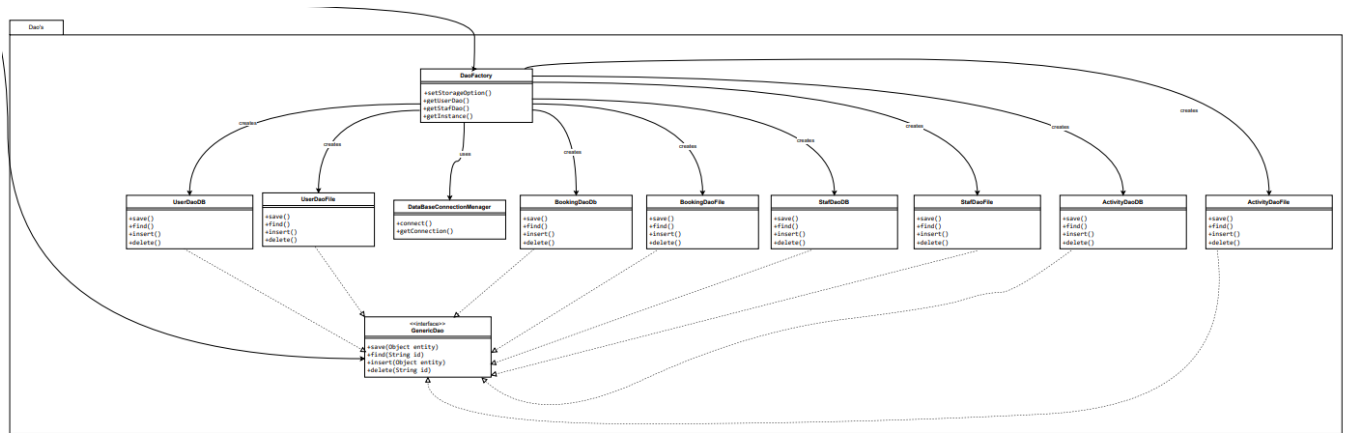 Dao's
DaoFactory
+setStorageOption()
+getUserDao()
+getStafDao()
+getInstance()
creates
creates
uses
creates
creates
creates
creates
creates
creates
UserDaoDB
+save()
+find()
+insert()
+delete()
UserDaoFile
+save()
+find()
+insert()
+delete()
DataBaseConnectionMenager
+connect()
+getConnection()
BookingDaoDb
+save()
+find()
+insert()
+delete()
BookingDaoFile
+save()
+find()
+insert()
+delete()
StafDaoDB
+save()
+find()
+insert()
+delete()
StafDaoFile
+save()
+find()
+insert()
+delete()
ActivityDaoDB
+save()
+find()
+insert()
+delete()
ActivityDaoFile
+save()
+find()
+insert()
+delete()
<<Interface>>
GenericDao
+save(Object entity)
+find(String id)
+insert(Object entity)
+delete(String id)